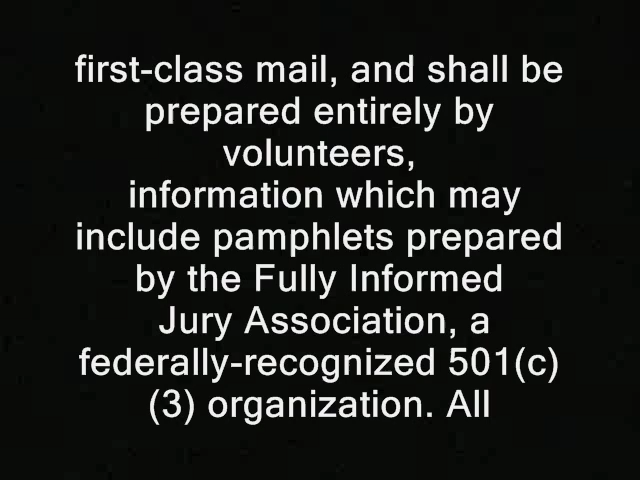 first-class mail, and shall be
prepared entirely by
volunteers,
information which may
include pamphlets prepared
by the Fully Informed
Jury Association, a
federally-recognized 501(c)
(3) organization. All